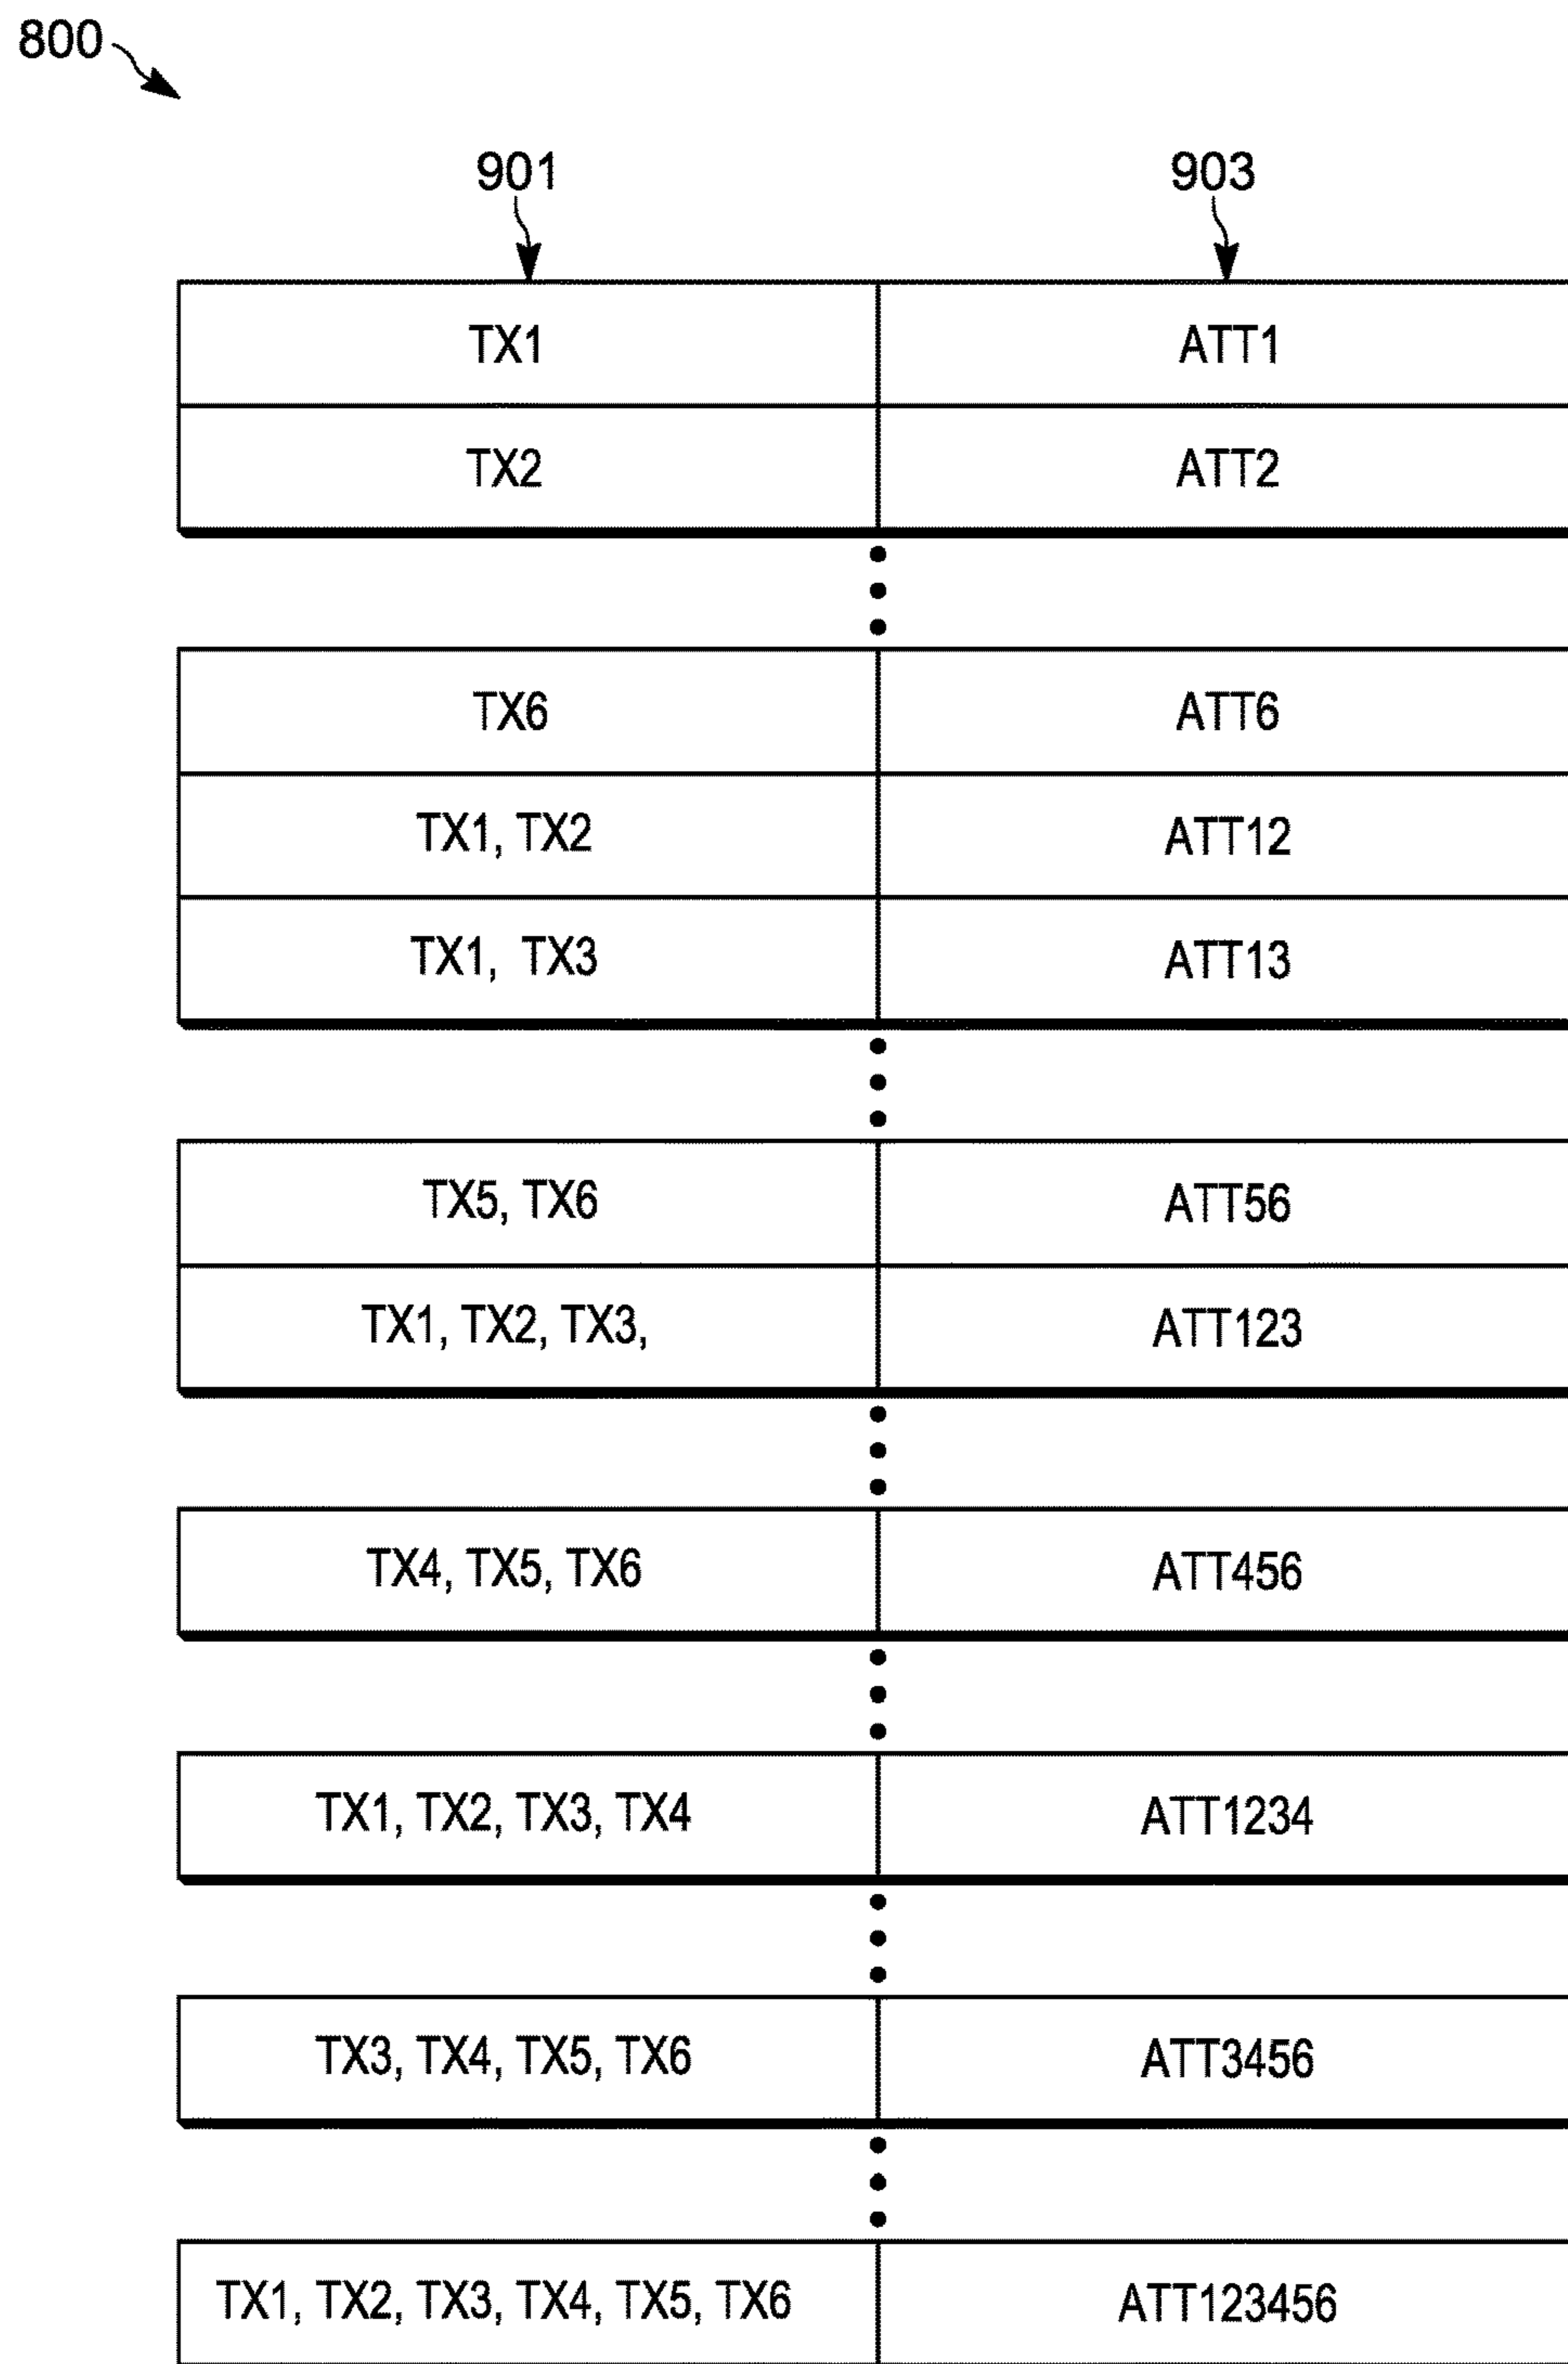 800
901 903
TX1 ATT1
TX2 ATT2
TX6 ATT6
TX1, TX2 ATT12
TX1, TX3 ATT13
TX5, TX6 ATT56
TX1, TX2, TX3, ATT123
TX4, TX5, TX6 ATT456
TX1, TX2, TX3, TX4 ATT1234
TX3, TX4, TX5, TX6 ATT3456
TX1, TX2, TX3, TX4, TX5, TX6 ATT123456